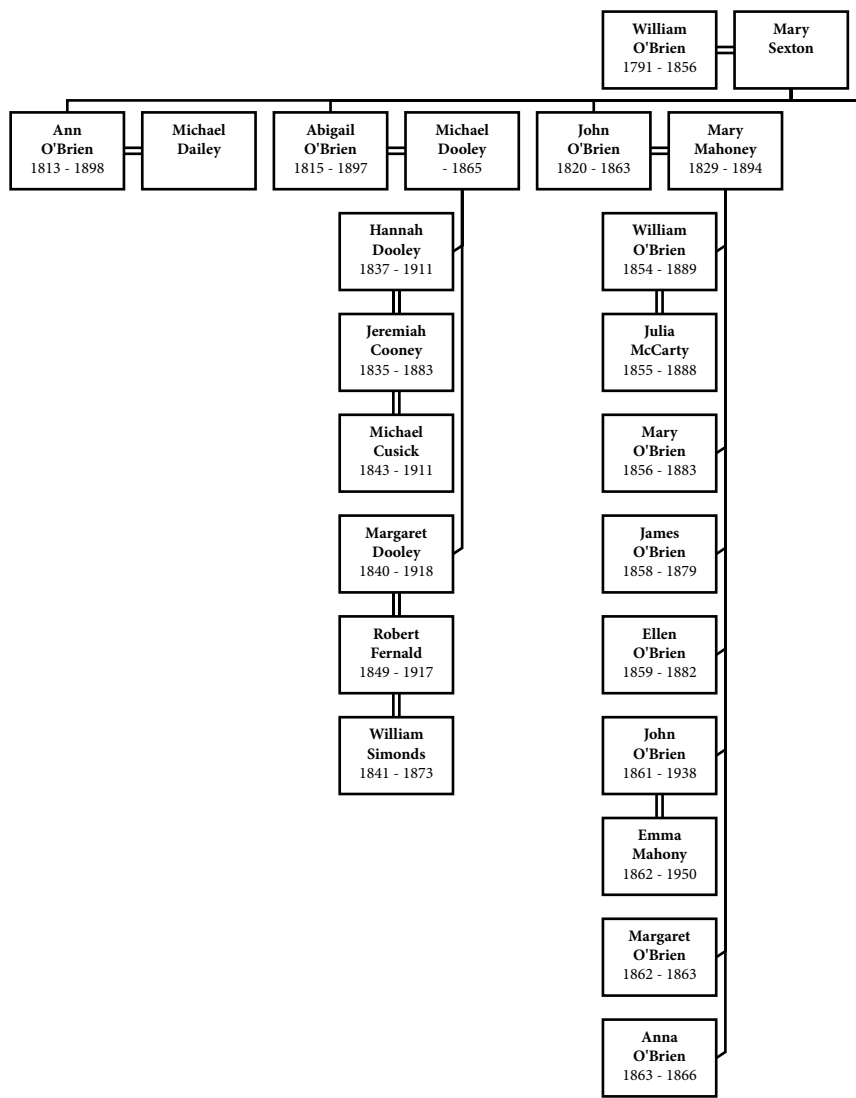 William
O'Brien
1791 - 1856
Mary
Sexton
Ann
O'Brien
1813 - 1898
Michael
Dailey
Abigail
O'Brien
1815 - 1897
Michael
Dooley
- 1865
John
O'Brien
1820 - 1863
Mary
Mahoney
1829 - 1894
Hannah
Dooley
1837 - 1911
Jeremiah
Cooney
1835 - 1883
Michael
Cusick
1843 - 1911
Margaret
Dooley
1840 - 1918
Robert
Fernald
1849 - 1917
William
Simonds
1841 - 1873
William
O'Brien
1854 - 1889
Julia
McCarty
1855 - 1888
Mary
O'Brien
1856 - 1883
James
O'Brien
1858 - 1879
Ellen
O'Brien
1859 - 1882
John
O'Brien
1861 - 1938
Emma
Mahony
1862 - 1950
Margaret
O'Brien
1862 - 1863
Anna
O'Brien
1863 - 1866